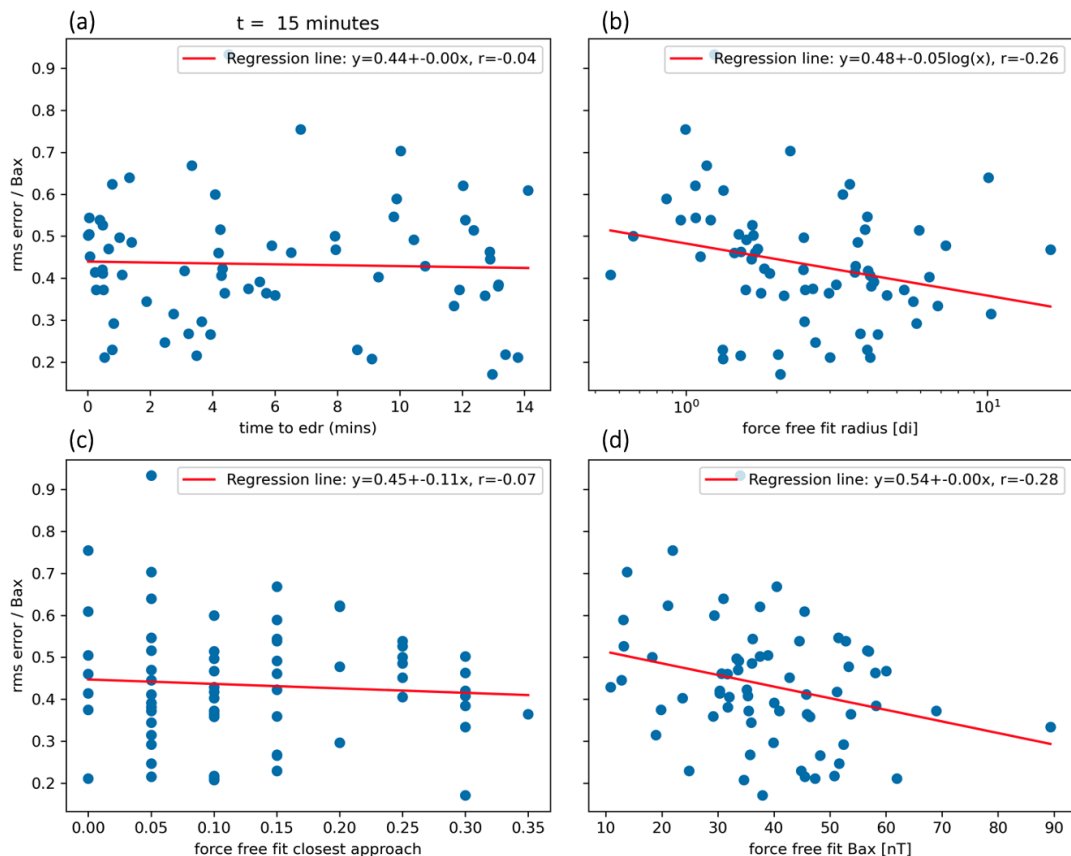 (a) t = 15 minutes (b)
Regression line: y=0.44+-0.00x, r=-0.04
Regression line: y=0.48+-0.05log(x), r=-0.26
rms error / Bax
0.9
0.8
0.7
0.6
0.5
0.4
0.3
0.2
0 2 4 6 8 10 12 14
10⁰ 10¹
time to edr (mins)
force free fit radius [di]
(c) (d)
Regression line: y=0.45+-0.11x, r=-0.07
Regression line: y=0.54+-0.00x, r=-0.28
rms error / Bax
0.9
0.8
0.7
0.6
0.5
0.4
0.3
0.2
0.00 0.05 0.10 0.15 0.20 0.25 0.30 0.35
10 20 30 40 50 60 70 80 90
force free fit closest approach
force free fit Bax [nT]